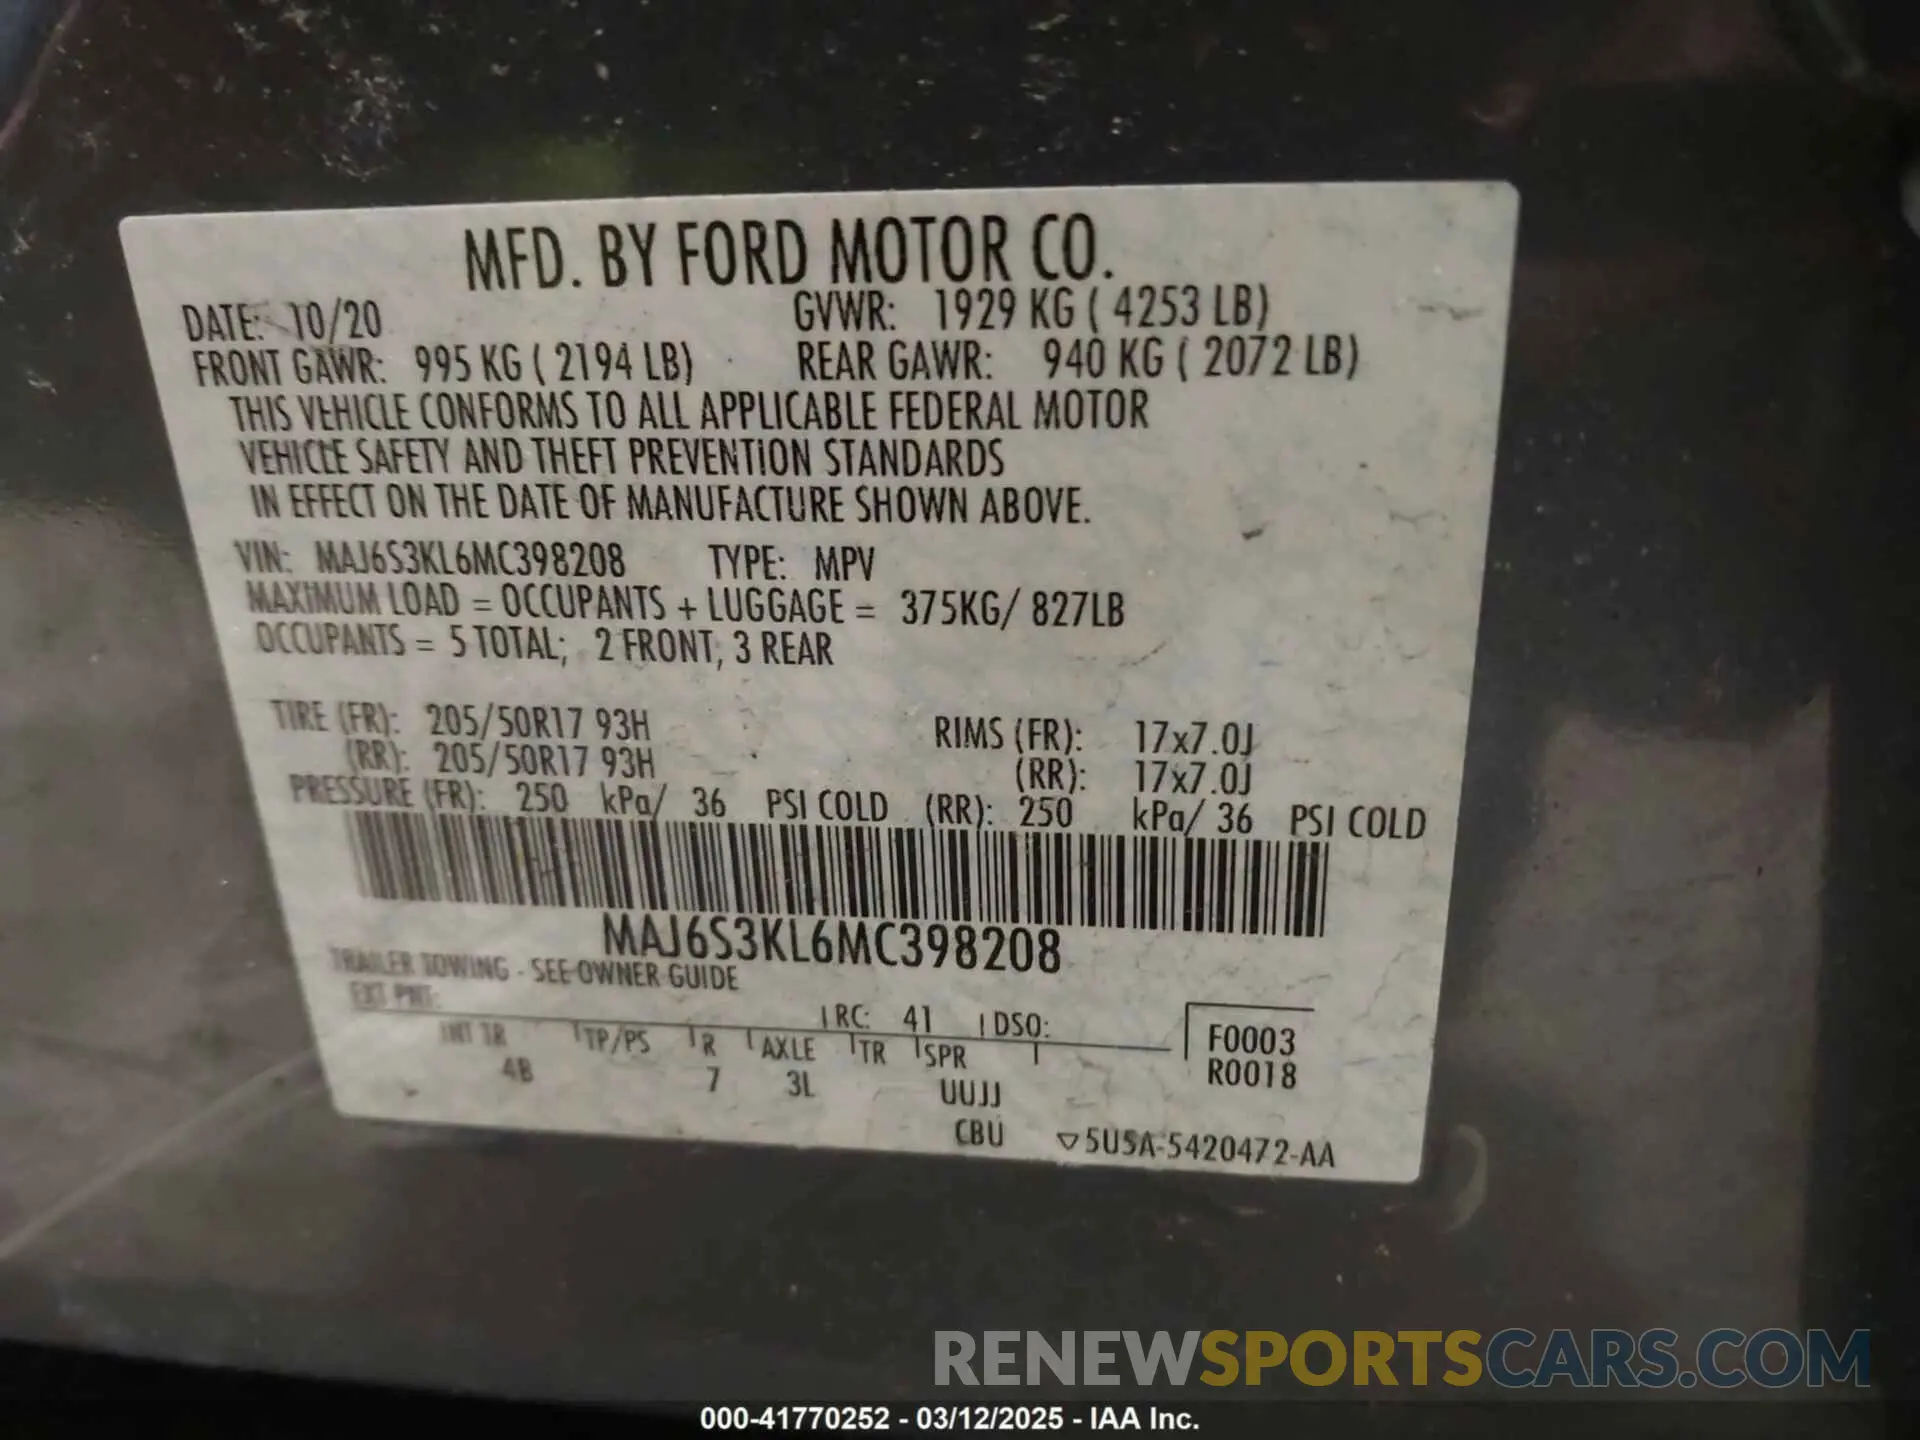 MFD. BY FORD MOTOR CO.
DATE: 10/20 GVWR: 1929 KG ( 4253 LB)
FRONT GAWR: 995 KG ( 2194 LB) REAR GAWR: 940 KG ( 2072 LB)
THIS VEHICLE CONFORMS TO ALL APPLICABLE FEDERAL MOTOR
VEHICLE SAFETY AND THEFT PREVENTION STANDARDS
IN EFFECT ON THE DATE OF MANUFACTURE SHOWN ABOVE.
VIN: MAJ6S3KL6MC398208 TYPE: MPV
MAXIMUM LOAD = OCCUPANTS + LUGGAGE = 375KG/ 827LB
OCCUPANTS = 5 TOTAL; 2 FRONT, 3 REAR
TIRE (FR): 205/50R17 93H RIMS (FR): 17x7.0J
(RR): 205/50R17 93H (RR): 17x7.0J
PRESSURE (FR): 250 kPa/ 36 PSI COLD (RR): 250 kPa/ 36 PSI COLD
MAJ6S3KL6MC398208
TRAILER TOWING - SEE OWNER GUIDE
EXT PNT: RC: 41 DSO:
INT TR TP/PS R AXLE TR SPR F0003
4B 7 3L UUJJ R0018
CBU ▽5U5A-5420472-AA
RENEWSPORTSCARS.COM
000-41770252 - 03/12/2025 - IAA Inc.